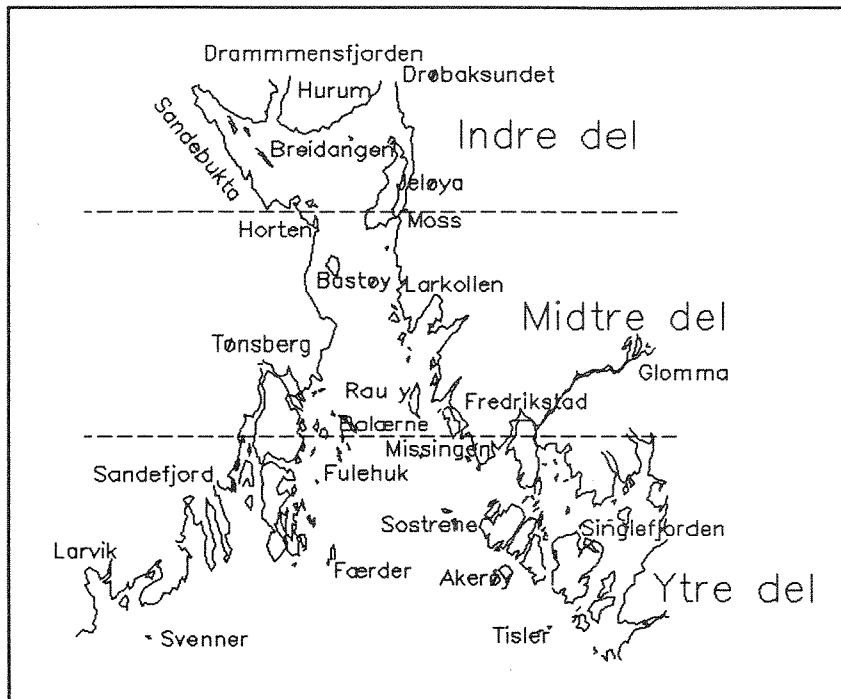 Drammmensfjorden
Drøbaksundet
Hurum
Sandebukta
Indre del
Breidangen
Jeløya
Horten
Moss
Bastøy
Larkollen
Midtre del
Tønsberg
Glomma
Rau y
Fredrikstad
Bolærne
Missingen
Sandefjord
Fulehuk
Sostrene
Singlefjorden
Larvik
Færder
Akerøy
Ytre del
Svenner
Tisler